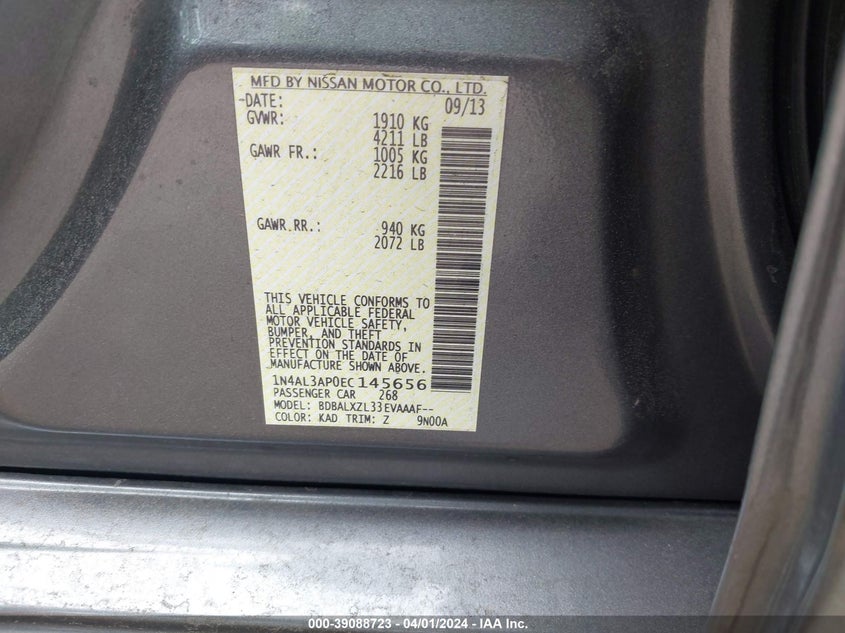 MFD BY NISSAN MOTOR CO., LTD.
-DATE: 09/13
GVWR: 1910 KG
4211 LB
GAWR FR.: 1005 KG
2216 LB
GAWR RR.: 940 KG
2072 LB
THIS VEHICLE CONFORMS TO
ALL APPLICABLE FEDERAL
MOTOR VEHICLE SAFETY,
BUMPER, AND THEFT
PREVENTION STANDARDS IN
EFFECT ON THE DATE OF
MANUFACTURE SHOWN ABOVE.
1N4AL3AP0EC145656
PASSENGER CAR 268
MODEL: BDBALXZL33EVAAAF--
COLOR: KAD TRIM: Z 9N00A
000-39088723 - 04/01/2024 - IAA Inc.